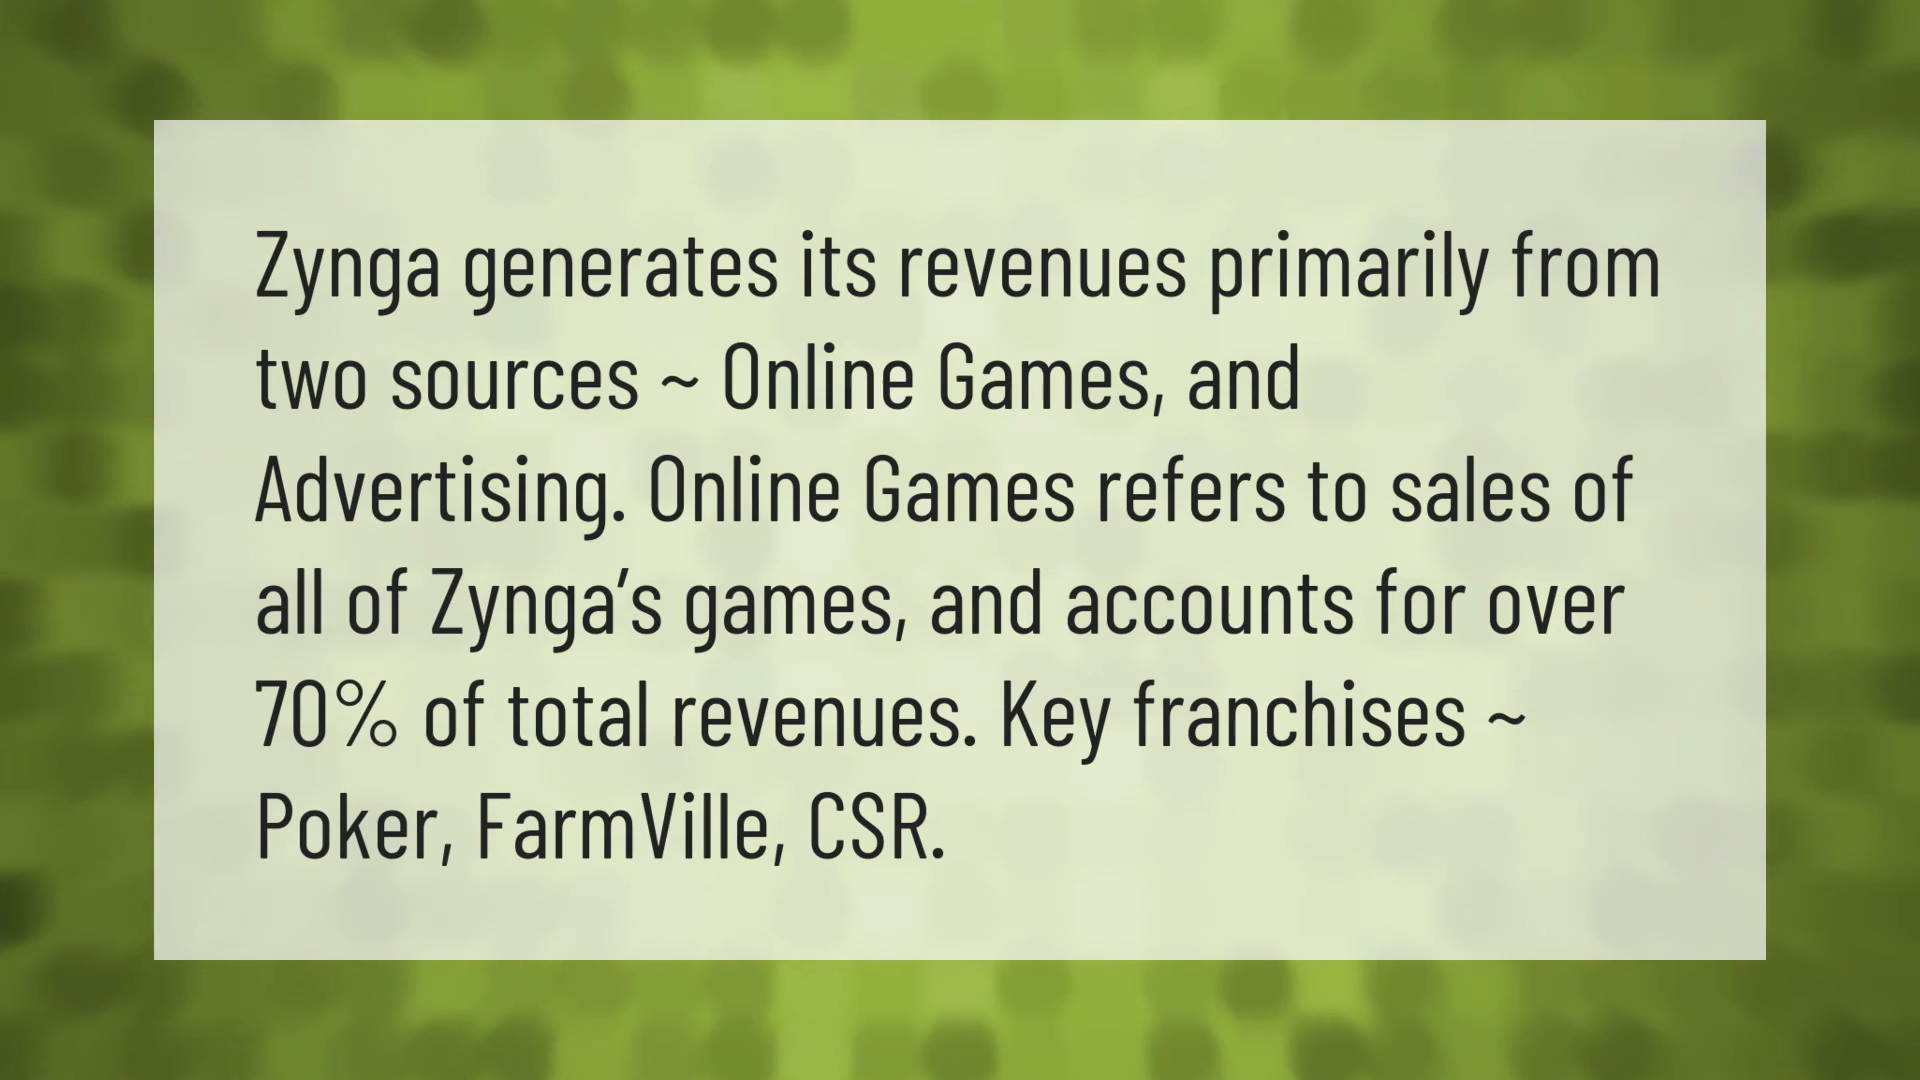 Zynga generates its revenues primarily from
two sources ~ Online Games, and
Advertising. Online Games refers to sales of
all of Zynga’s games, and accounts for over
70% of total revenues. Key franchises ~
Poker, FarmVille, CSR.